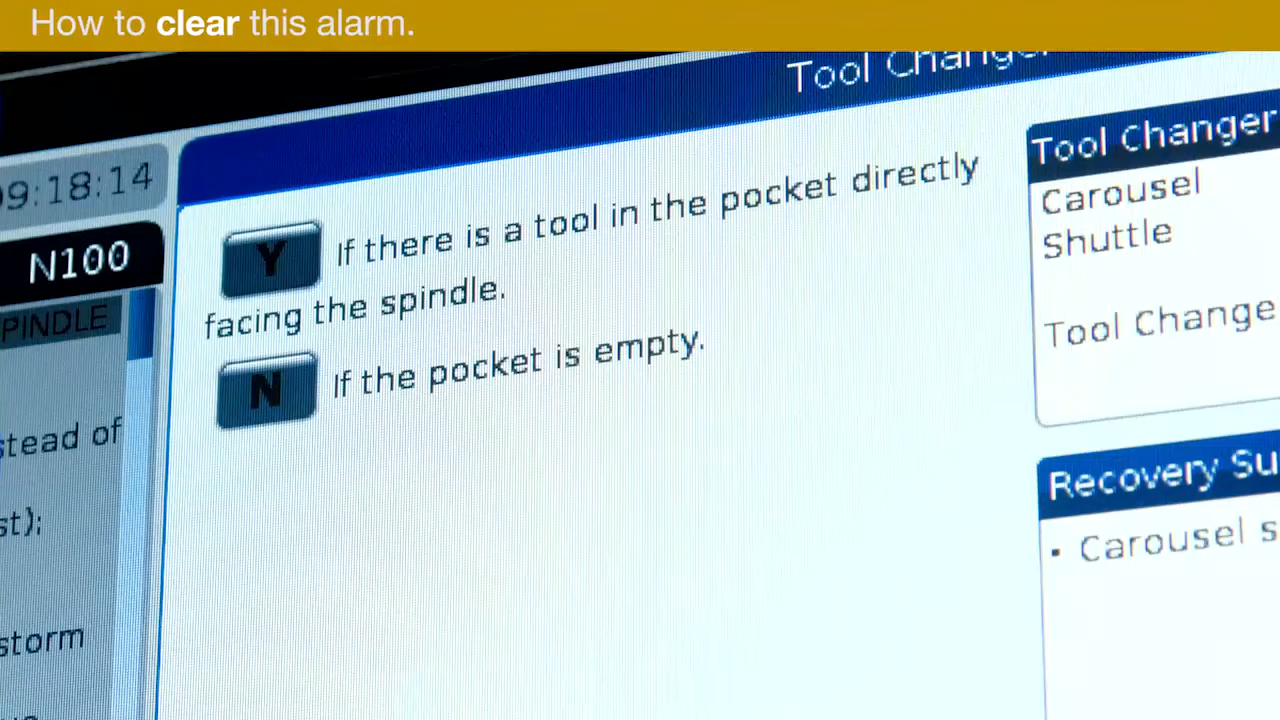 How to clear this alarm.
Tool Changer
09:18:14
N100
SPINDLE
stead of
st);
storm
Y If there is a tool in the pocket directly
facing the spindle.
N If the pocket is empty.
Tool Changer
Carousel
Shuttle
Tool Change
Recovery Su
• Carousel s